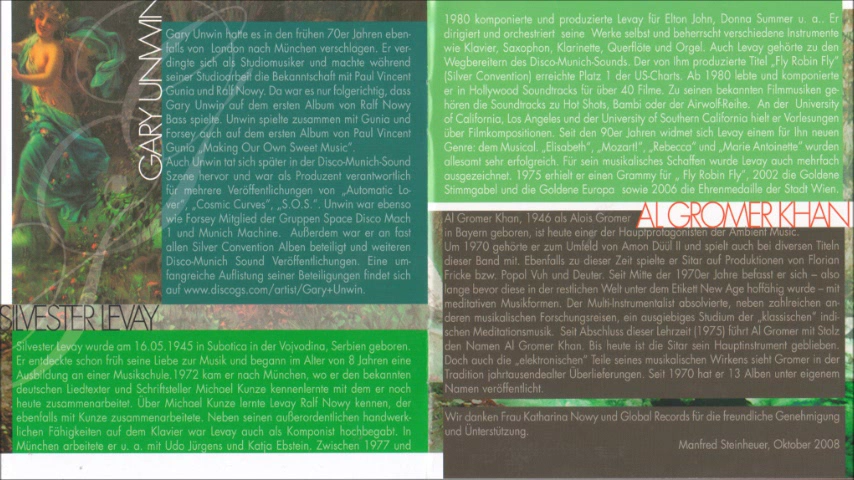 GARY UNWIN
Gary Unwin hatte es in den frühen 70er Jahren eben-
falls von London nach München verschlagen. Er ver-
dingte sich als Studiomusiker und machte während
seiner Studioarbeit die Bekanntschaft mit Paul Vincent
Gunia und Ralf Nowy. Da war es nur folgerichtig, dass
Gary Unwin auf dem ersten Album von Ralf Nowy
Bass spielte. Unwin spielte zusammen mit Gunia und
Forsey auch auf dem ersten Album von Paul Vincent
Gunia „Making Our Own Sweet Music".
Auch Unwin tat sich später in der Disco-Munich-Sound
Szene hervor und war als Produzent verantwortlich
für mehrere Veröffentlichungen von „Automatic Lo-
ver", „Cosmic Curves", „S.O.S.". Unwin war ebenso
wie Forsey Mitglied der Gruppen Space Disco Mach
1 und Munich Machine. Außerdem war er an fast
allen Silver Convention Alben beteiligt und weiteren
Disco-Munich Sound Veröffentlichungen. Eine um-
fangreiche Auflistung seiner Beteiligungen findet sich
auf www.discogs.com/artist/Gary+Unwin.
SILVESTER LEVAY
Silvester Levay wurde am 16.05.1945 in Subotica in der Vojvodina, Serbien geboren.
Er entdeckte schon früh seine Liebe zur Musik und begann im Alter von 8 Jahren eine
Ausbildung an einer Musikschule.1972 kam er nach München, wo er den bekannten
deutschen Liedtexter und Schriftsteller Michael Kunze kennenlernte mit dem er noch
heute zusammenarbeitet. Über Michael Kunze lernte Levay Ralf Nowy kennen, der
ebenfalls mit Kunze zusammenarbeitete. Neben seinen außerordentlichen handwerk-
lichen Fähigkeiten auf dem Klavier war Levay auch als Komponist hochbegabt. In
München arbeitete er u. a. mit Udo Jürgens und Katja Ebstein. Zwischen 1977 und
1980 komponierte und produzierte Levay für Elton John, Donna Summer u. a.. Er
dirigiert und orchestriert seine Werke selbst und beherrscht verschiedene Instrumente
wie Klavier, Saxophon, Klarinette, Querflöte und Orgel. Auch Levay gehörte zu den
Wegbereitern des Disco-Munich-Sounds. Der von Ihm produzierte Titel „Fly Robin Fly"
(Silver Convention) erreichte Platz 1 der US-Charts. Ab 1980 lebte und komponierte
er in Hollywood Soundtracks für über 40 Filme. Zu seinen bekannten Filmmusiken ge-
hören die Soundtracks zu Hot Shots, Bambi oder der Airwolf-Reihe. An der University
of California, Los Angeles und der University of Southern California hielt er Vorlesungen
über Filmkompositionen. Seit den 90er Jahren widmet sich Levay einem für Ihn neuen
Genre: dem Musical. „Elisabeth", „Mozart!", „Rebecca" und „Marie Antoinette" wurden
allesamt sehr erfolgreich. Für sein musikalisches Schaffen wurde Levay auch mehrfach
ausgezeichnet. 1975 erhielt er einen Grammy für „ Fly Robin Fly", 2002 die Goldene
Stimmgabel und die Goldene Europa sowie 2006 die Ehrenmedaille der Stadt Wien.
AL GROMER KHAN
Al Gromer Khan, 1946 als Alois Gromer
in Bayern geboren, ist heute einer der Hauptprotagonisten der Ambient Music.
Um 1970 gehörte er zum Umfeld von Amon Düül II und spielt auch bei diversen Titeln
dieser Band mit. Ebenfalls zu dieser Zeit spielte er Sitar auf Produktionen von Florian
Fricke bzw. Popol Vuh und Deuter. Seit Mitte der 1970er Jahre befasst er sich – also
lange bevor diese in der restlichen Welt unter dem Etikett New Age hoffähig wurde – mit
meditativen Musikformen. Der Multi-Instrumentalist absolvierte, neben zahlreichen an-
deren musikalischen Forschungsreisen, ein ausgiebiges Studium der „klassischen" indi-
schen Meditationsmusik. Seit Abschluss dieser Lehrzeit (1975) führt Al Gromer mit Stolz
den Namen Al Gromer Khan. Bis heute ist die Sitar sein Hauptinstrument geblieben.
Doch auch die „elektronischen" Teile seines musikalischen Wirkens sieht Gromer in der
Tradition jahrtausendealter Überlieferungen. Seit 1970 hat er 13 Alben unter eigenem
Namen veröffentlicht.
Wir danken Frau Katharina Nowy und Global Records für die freundliche Genehmigung
und Unterstützung.
Manfred Steinheuer, Oktober 2008